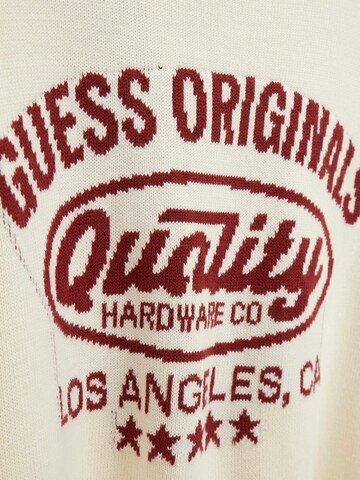 GUESS ORIGINALS
Quality
HARDWARE CO
LOS ANGELES, CA